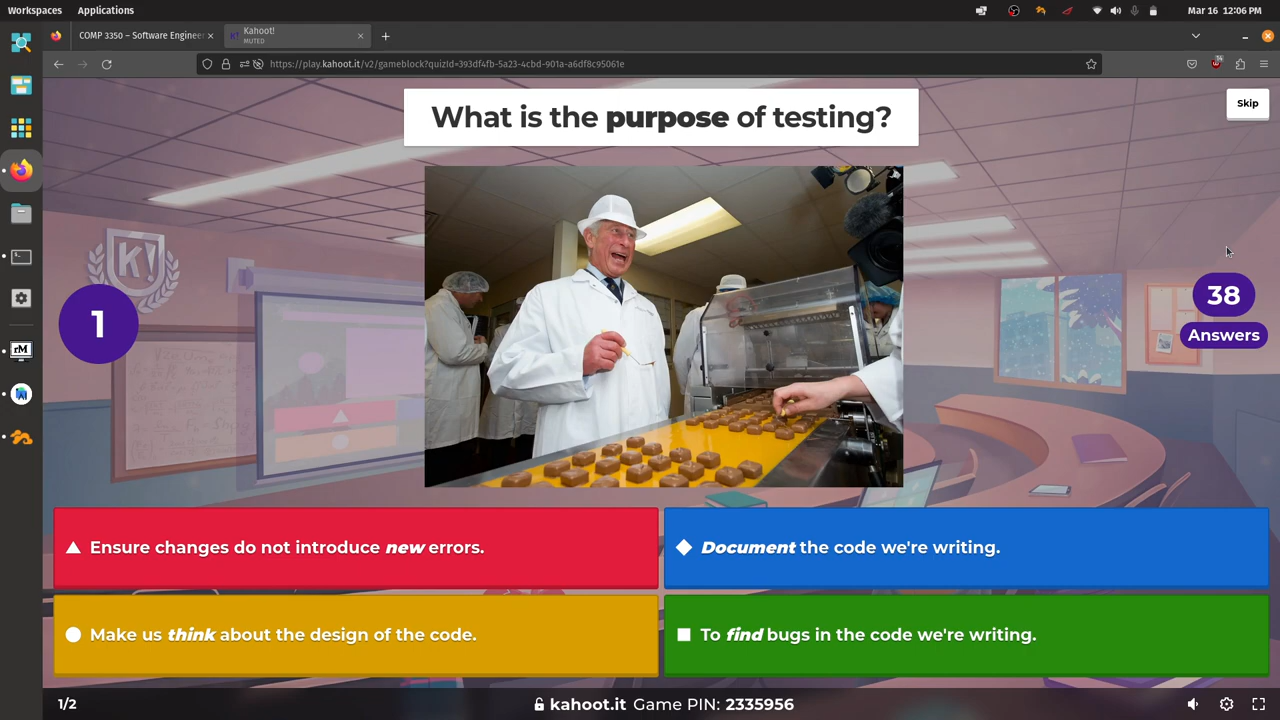 Workspaces Applications Mar 16 12:06 PM
COMP 3350 – Software Engineer
Kahoot!
MUTED
https://play.kahoot.it/v2/gameblock?quizId=393df4fb-5a23-4cbd-901a-a6df8c95061e
What is the purpose of testing?
Skip
K!
1
38
Answers
Ensure changes do not introduce new errors.
Document the code we're writing.
Make us think about the design of the code.
To find bugs in the code we're writing.
1/2
kahoot.it Game PIN: 2335956